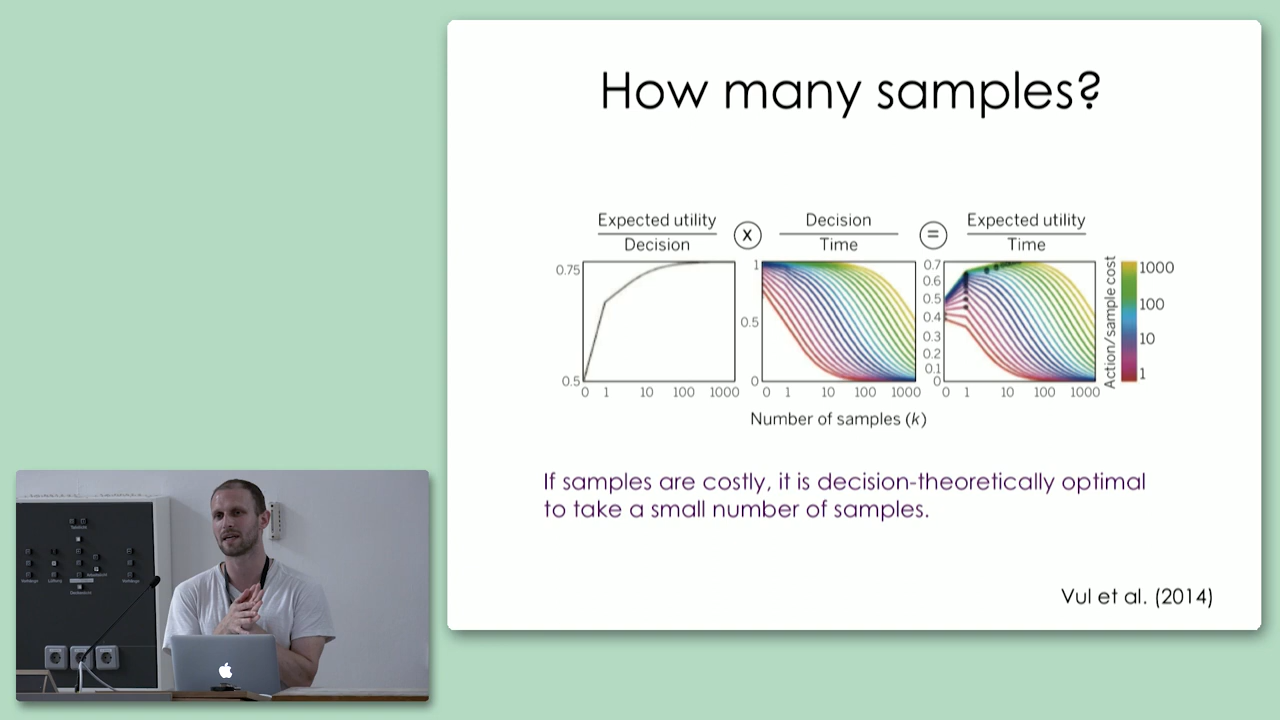 How many samples?
Expected utility
Decision
x
Decision
Time
=
Expected utility
Time
0.75
0.5
0 1 10 100 1000
1
0.5
0
0 1 10 100 1000
0.7
0.6
0.5
0.4
0.3
0.2
0.1
0
0 1 10 100 1000
Action/sample cost
1000
100
10
1
Number of samples (k)
If samples are costly, it is decision-theoretically optimal
to take a small number of samples.
Vul et al. (2014)